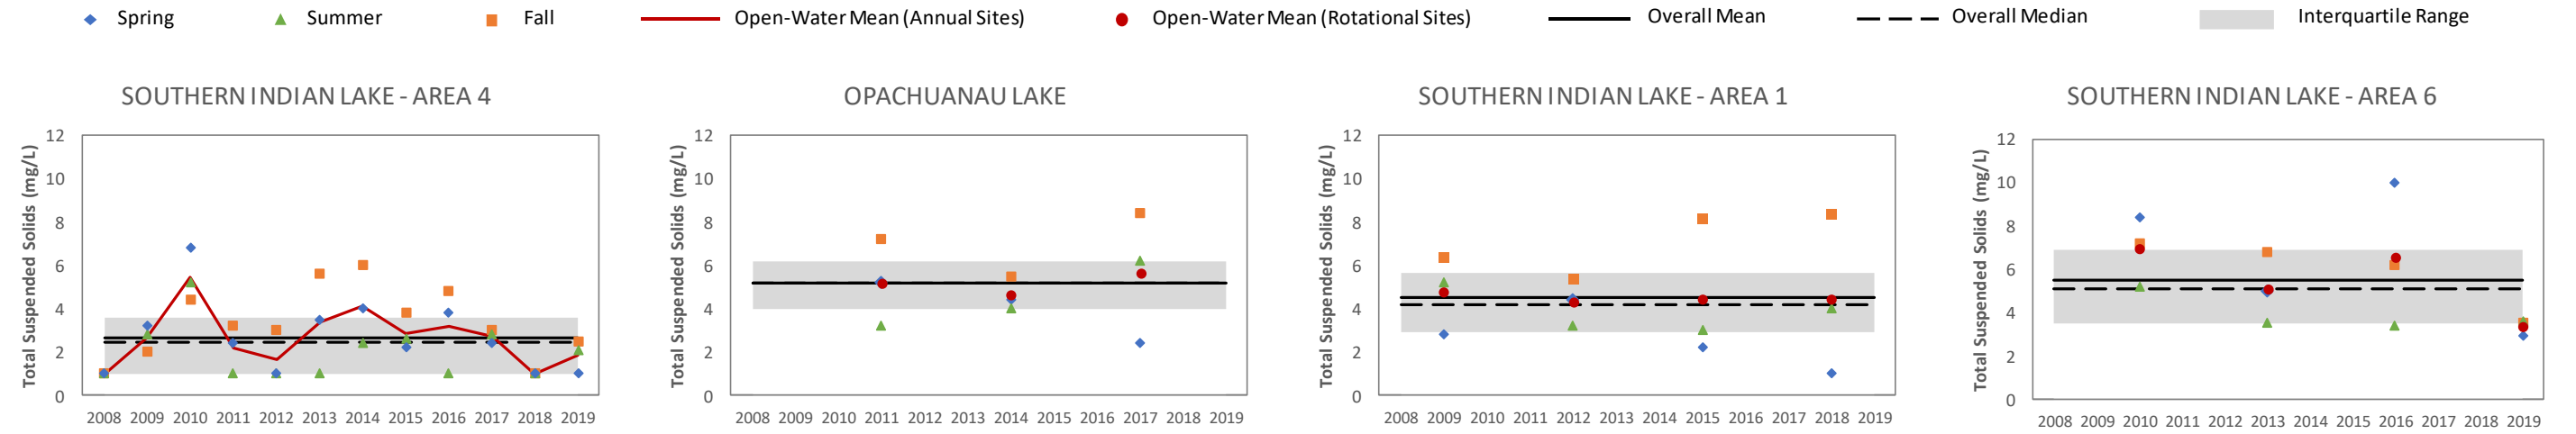 Spring Summer Fall Open-Water Mean (Annual Sites) Open-Water Mean (Rotational Sites) Overall Mean Overall Median Interquartile Range
SOUTHERN INDIAN LAKE - AREA 4
Total Suspended Solids (mg/L)
12
10
8
6
4
2
0
2008 2009 2010 2011 2012 2013 2014 2015 2016 2017 2018 2019
OPACHUANAU LAKE
Total Suspended Solids (mg/L)
12
10
8
6
4
2
0
2008 2009 2010 2011 2012 2013 2014 2015 2016 2017 2018 2019
SOUTHERN INDIAN LAKE - AREA 1
Total Suspended Solids (mg/L)
12
10
8
6
4
2
0
2008 2009 2010 2011 2012 2013 2014 2015 2016 2017 2018 2019
SOUTHERN INDIAN LAKE - AREA 6
Total Suspended Solids (mg/L)
12
10
8
6
4
2
0
2008 2009 2010 2011 2012 2013 2014 2015 2016 2017 2018 2019